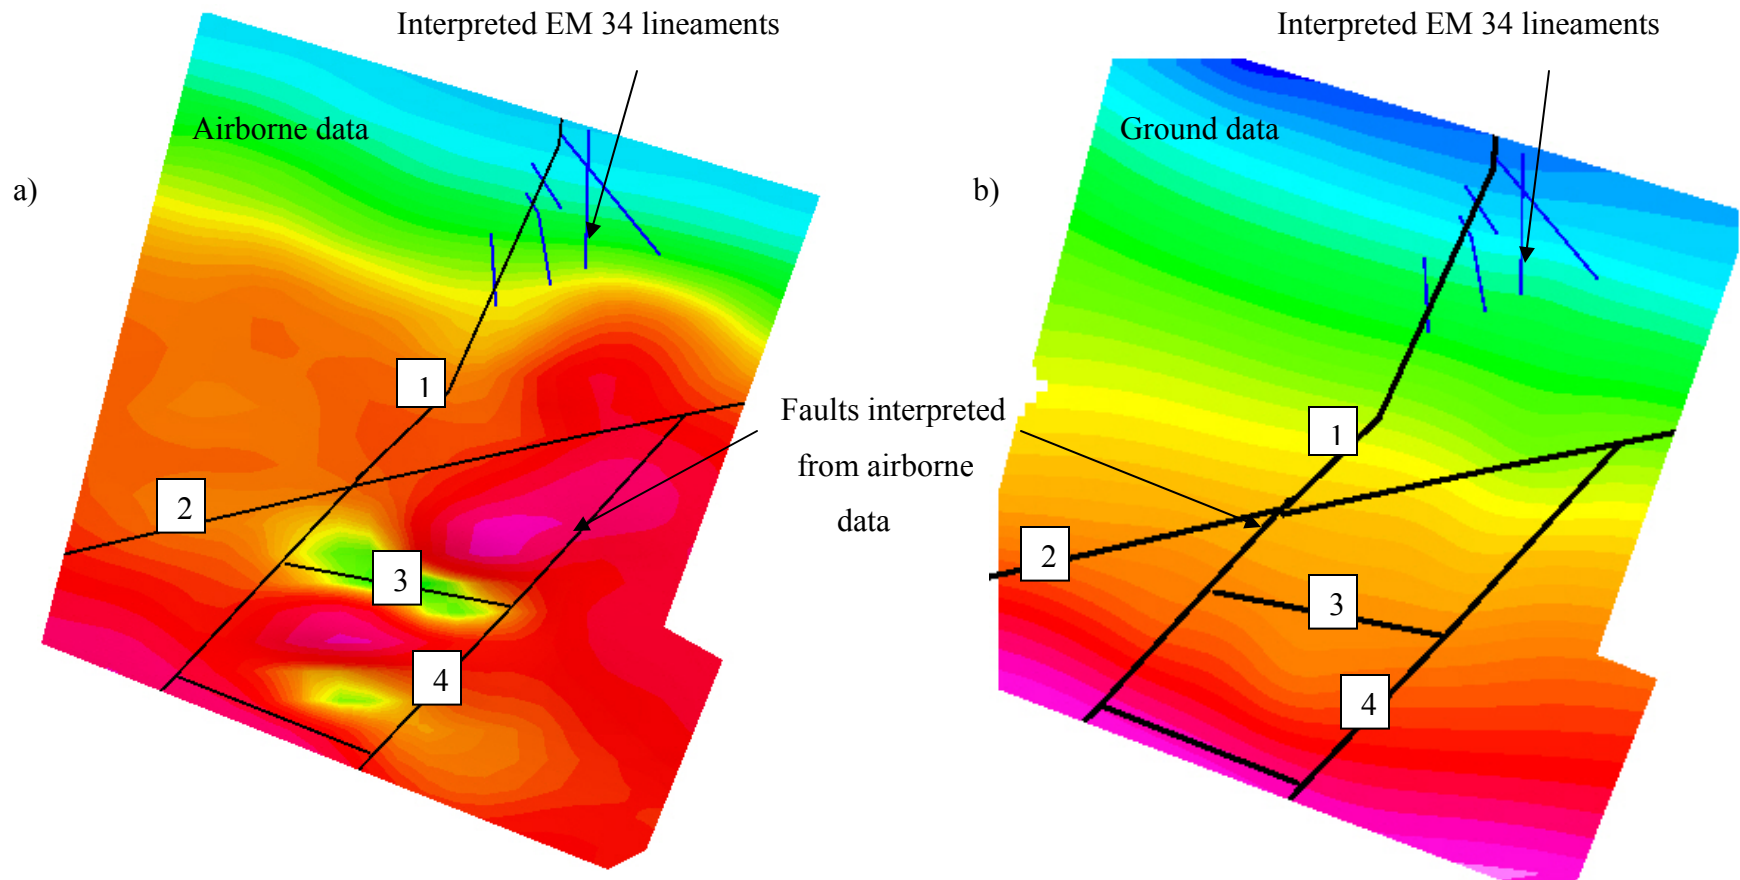 Interpreted EM 34 lineaments
Airborne data
a)
1
2
3
4
Faults interpreted
from airborne
data
Interpreted EM 34 lineaments
Ground data
b)
1
2
3
4